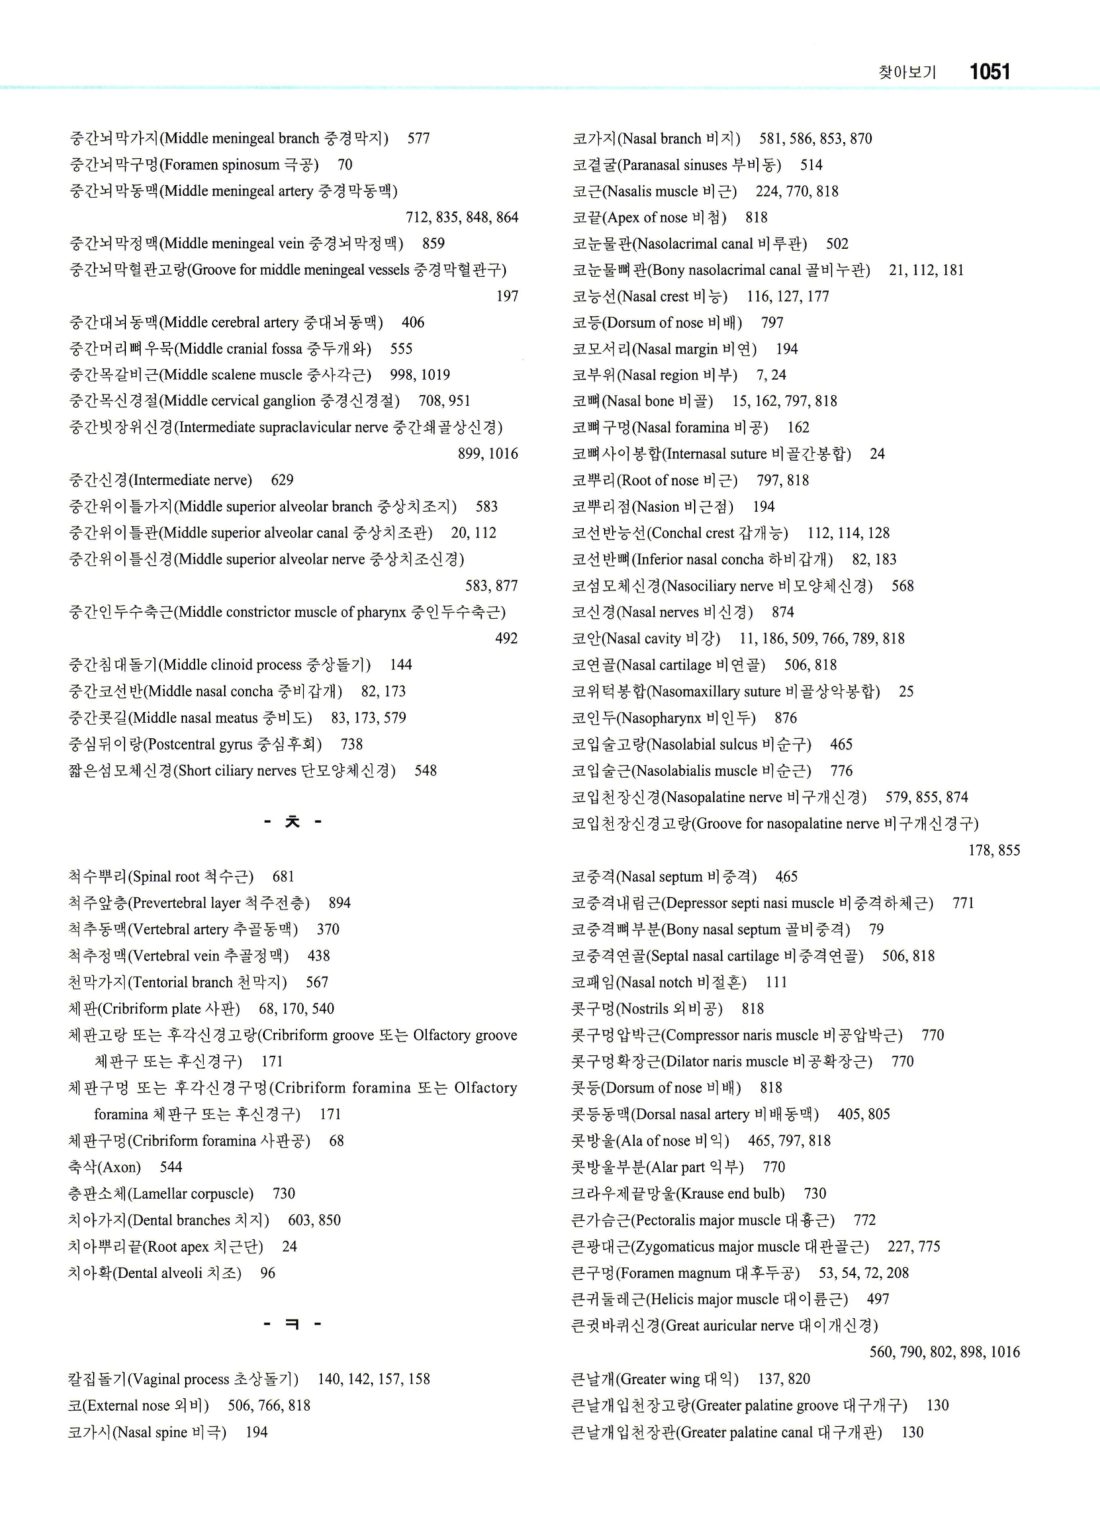 찾아보기 1051
중간뇌막가지(Middle meningeal branch 중경막지) 577
중간뇌막구멍(Foramen spinosum 극공) 70
중간뇌막동맥(Middle meningeal artery 중경막동맥)
712, 835, 848, 864
중간뇌막정맥(Middle meningeal vein 중경뇌막정맥) 859
중간뇌막혈관고랑(Groove for middle meningeal vessels 중경막혈관구)
197
중간대뇌동맥(Middle cerebral artery 중대뇌동맥) 406
중간머리뼈우묵(Middle cranial fossa 중두개와) 555
중간목갈비근(Middle scalene muscle 중사각근) 998, 1019
중간목신경절(Middle cervical ganglion 중경신경절) 708, 951
중간빗장위신경(Intermediate supraclavicular nerve 중간쇄골상신경)
899, 1016
중간신경(Intermediate nerve) 629
중간위이틀가지(Middle superior alveolar branch 중상치조지) 583
중간위이틀관(Middle superior alveolar canal 중상치조관) 20, 112
중간위이틀신경(Middle superior alveolar nerve 중상치조신경)
583, 877
중간인두수축근(Middle constrictor muscle of pharynx 중인두수축근)
492
중간침대돌기(Middle clinoid process 중상돌기) 144
중간코선반(Middle nasal concha 중비갑개) 82, 173
중간콧길(Middle nasal meatus 중비도) 83, 173, 579
중심뒤이랑(Postcentral gyrus 중심후회) 738
짧은섬모체신경(Short ciliary nerves 단모양체신경) 548
- ㅊ -
척수뿌리(Spinal root 척수근) 681
척주앞층(Prevertebral layer 척주전층) 894
척추동맥(Vertebral artery 추골동맥) 370
척추정맥(Vertebral vein 추골정맥) 438
천막가지(Tentorial branch 천막지) 567
체판(Cribriform plate 사판) 68, 170, 540
체판고랑 또는 후각신경고랑(Cribriform groove 또는 Olfactory groove
체판구 또는 후신경구) 171
체판구멍 또는 후각신경구멍(Cribriform foramina 또는 Olfactory
foramina 체판구 또는 후신경구) 171
체판구멍(Cribriform foramina 사판공) 68
축삭(Axon) 544
층판소체(Lamellar corpuscle) 730
치아가지(Dental branches 치지) 603, 850
치아뿌리끝(Root apex 치근단) 24
치아확(Dental alveoli 치조) 96
- ㅋ -
칼집돌기(Vaginal process 초상돌기) 140, 142, 157, 158
코(External nose 외비) 506, 766, 818
코가시(Nasal spine 비극) 194
코가지(Nasal branch 비지) 581, 586, 853, 870
코곁굴(Paranasal sinuses 부비동) 514
코근(Nasalis muscle 비근) 224, 770, 818
코끝(Apex of nose 비첨) 818
코눈물관(Nasolacrimal canal 비루관) 502
코눈물뼈관(Bony nasolacrimal canal 골비누관) 21, 112, 181
코능선(Nasal crest 비능) 116, 127, 177
코등(Dorsum of nose 비배) 797
코모서리(Nasal margin 비연) 194
코부위(Nasal region 비부) 7, 24
코뼈(Nasal bone 비골) 15, 162, 797, 818
코뼈구멍(Nasal foramina 비공) 162
코뼈사이봉합(Internasal suture 비골간봉합) 24
코뿌리(Root of nose 비근) 797, 818
코뿌리점(Nasion 비근점) 194
코선반능선(Conchal crest 갑개능) 112, 114, 128
코선반뼈(Inferior nasal concha 하비갑개) 82, 183
코섬모체신경(Nasociliary nerve 비모양체신경) 568
코신경(Nasal nerves 비신경) 874
코안(Nasal cavity 비강) 11, 186, 509, 766, 789, 818
코연골(Nasal cartilage 비연골) 506, 818
코위턱봉합(Nasomaxillary suture 비골상악봉합) 25
코인두(Nasopharynx 비인두) 876
코입술고랑(Nasolabial sulcus 비순구) 465
코입술근(Nasolabialis muscle 비순근) 776
코입천장신경(Nasopalatine nerve 비구개신경) 579, 855, 874
코입천장신경고랑(Groove for nasopalatine nerve 비구개신경구)
178, 855
코중격(Nasal septum 비중격) 465
코중격내림근(Depressor septi nasi muscle 비중격하체근) 771
코중격뼈부분(Bony nasal septum 골비중격) 79
코중격연골(Septal nasal cartilage 비중격연골) 506, 818
코패임(Nasal notch 비절흔) 111
콧구멍(Nostrils 외비공) 818
콧구멍압박근(Compressor naris muscle 비공압박근) 770
콧구멍확장근(Dilator naris muscle 비공확장근) 770
콧등(Dorsum of nose 비배) 818
콧등동맥(Dorsal nasal artery 비배동맥) 405, 805
콧방울(Ala of nose 비익) 465, 797, 818
콧방울부분(Alar part 익부) 770
크라우제끝망울(Krause end bulb) 730
큰가슴근(Pectoralis major muscle 대흉근) 772
큰광대근(Zygomaticus major muscle 대관골근) 227, 775
큰구멍(Foramen magnum 대후두공) 53, 54, 72, 208
큰귀둘레근(Helicis major muscle 대이륜근) 497
큰귓바퀴신경(Great auricular nerve 대이개신경)
560, 790, 802, 898, 1016
큰날개(Greater wing 대익) 137, 820
큰날개입천장고랑(Greater palatine groove 대구개구) 130
큰날개입천장관(Greater palatine canal 대구개관) 130